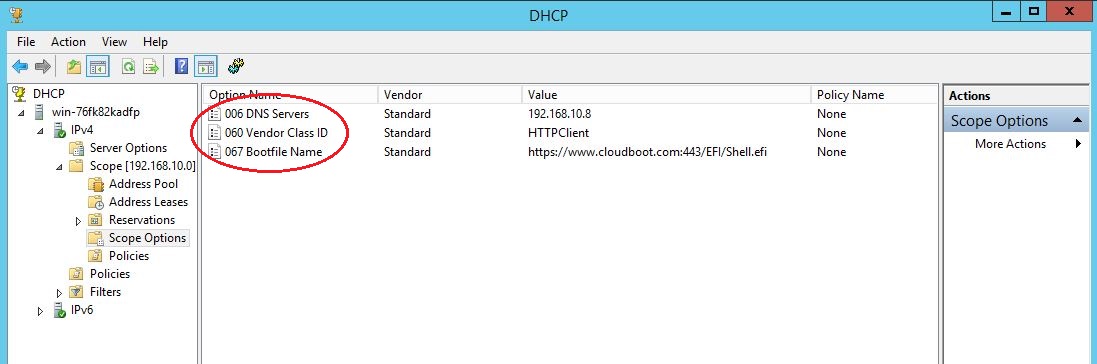 DHCP
File Action View Help
DHCP
win-76fk82kadfp
IPv4
Server Options
Scope [192.168.10.0]
Address Pool
Address Leases
Reservations
Scope Options
Policies
Policies
Filters
IPv6
Option Name Vendor Value Policy Name
006 DNS Servers Standard 192.168.10.8 None
060 Vendor Class ID Standard HTTPClient None
067 Bootfile Name Standard https://www.cloudboot.com:443/EFI/Shell.efi None
Actions
Scope Options
More Actions